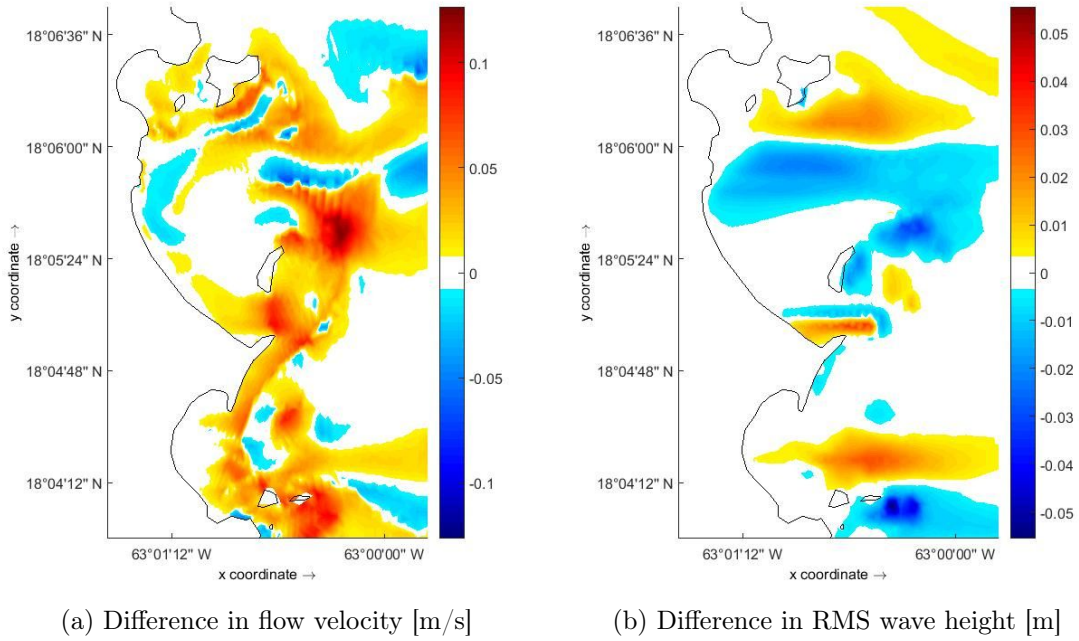 18°06'36" N
18°06'00" N
18°05'24" N
18°04'48" N
18°04'12" N
y coordinate →
63°01'12" W
63°00'00" W
x coordinate →
0.1
0.05
0
-0.05
-0.1
(a) Difference in flow velocity [m/s]
18°06'36" N
18°06'00" N
18°05'24" N
18°04'48" N
18°04'12" N
y coordinate →
63°01'12" W
63°00'00" W
x coordinate →
0.05
0.04
0.03
0.02
0.01
0
-0.01
-0.02
-0.03
-0.04
-0.05
(b) Difference in RMS wave height [m]